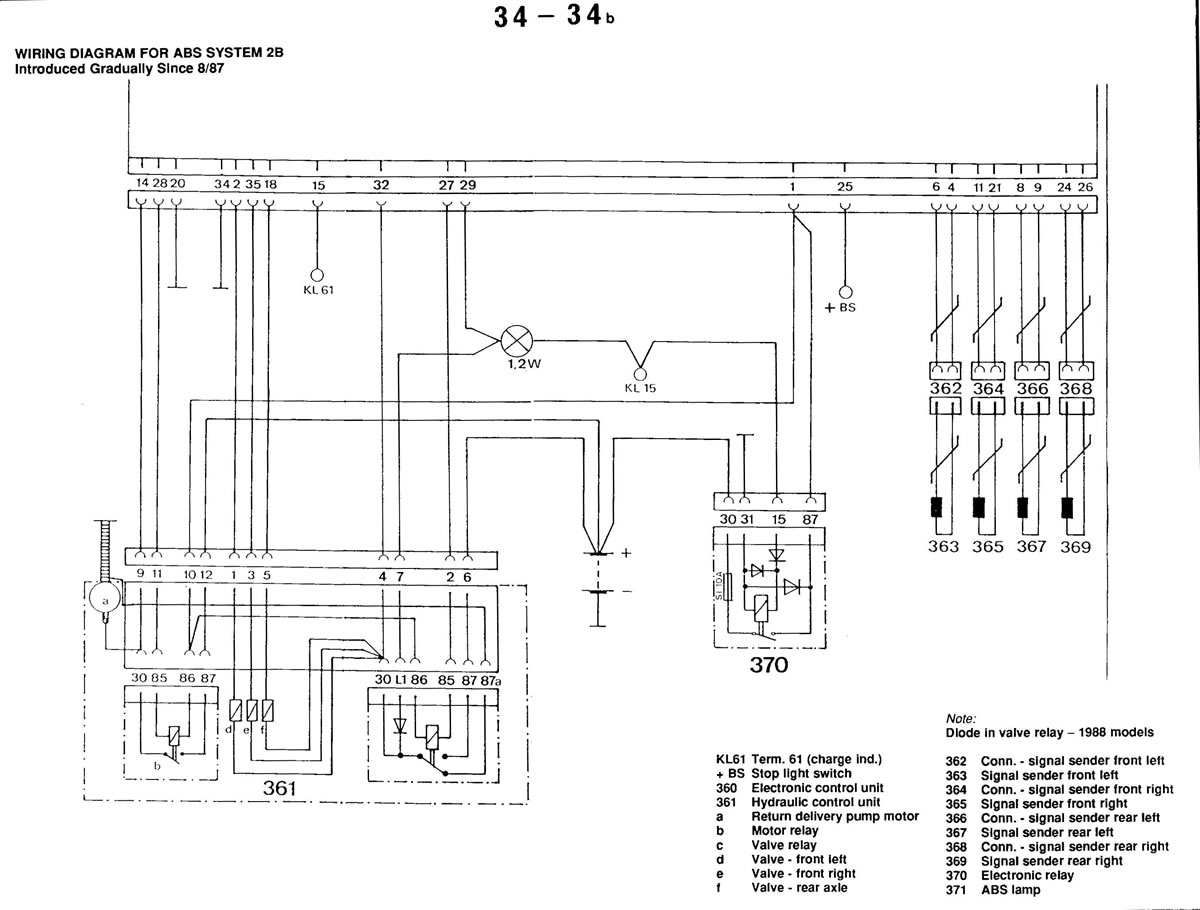 34 – 34b
WIRING DIAGRAM FOR ABS SYSTEM 2B
Introduced Gradually Since 8/87
14 28 20 34 2 35 18 15 32 27 29 1 25 6 4 11 21 8 9 24 26
KL 61
+ BS
1,2W
KL 15
362 364 366 368
30 31 15 87
363 365 367 369
+
–
9 11 10 12 1 3 5 4 7 2 6
SI. 10A
a
370
30 85 86 87 30 L1 86 85 87 87a
d e f
b
361
Note:
Diode in valve relay – 1988 models
KL61 Term. 61 (charge ind.)
+ BS Stop light switch
360 Electronic control unit
361 Hydraulic control unit
a Return delivery pump motor
b Motor relay
c Valve relay
d Valve - front left
e Valve - front right
f Valve - rear axle
362 Conn. - signal sender front left
363 Signal sender front left
364 Conn. - signal sender front right
365 Signal sender front right
366 Conn. - signal sender rear left
367 Signal sender rear left
368 Conn. - signal sender rear right
369 Signal sender rear right
370 Electronic relay
371 ABS lamp